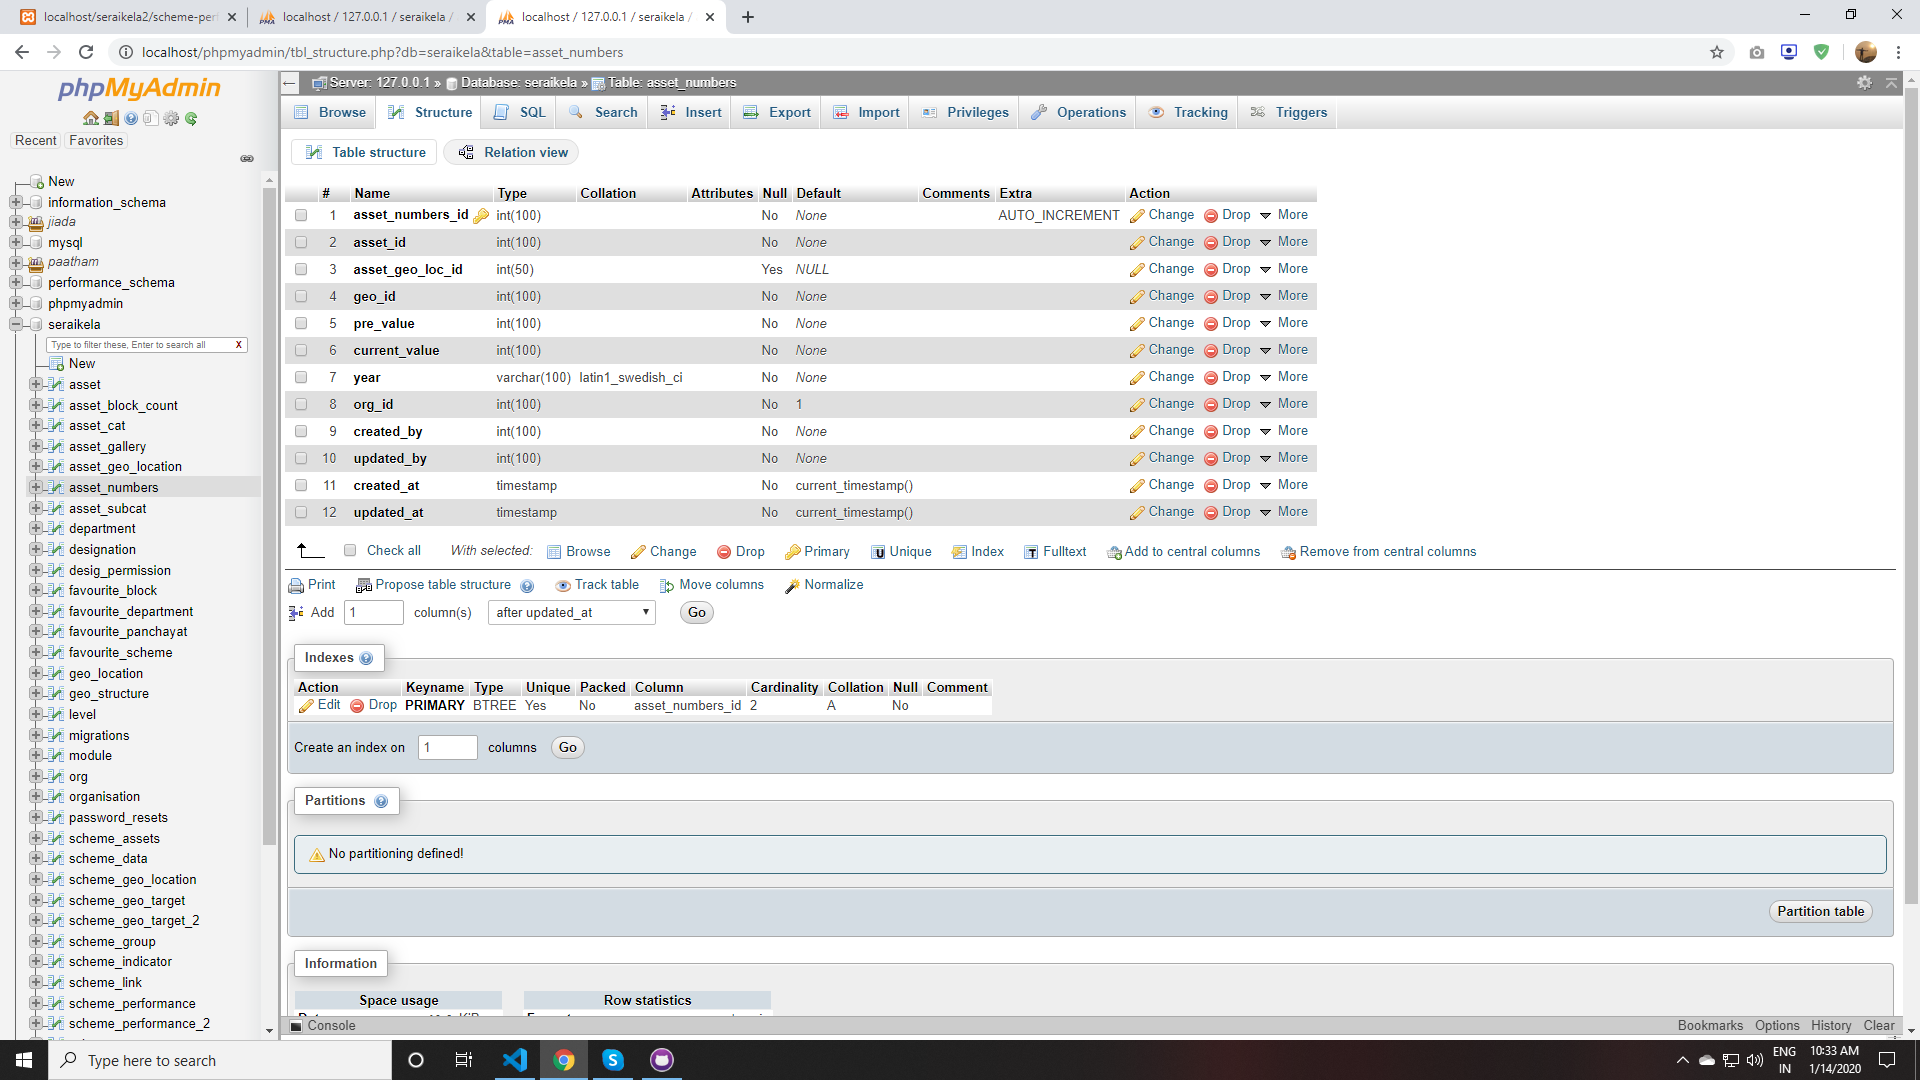 localhost/seraikela2/scheme-perf
localhost / 127.0.0.1 / seraikela /
localhost / 127.0.0.1 / seraikela /
localhost/phpmyadmin/tbl_structure.php?db=seraikela&table=asset_numbers
phpMyAdmin
Recent
Favorites
New
information_schema
jiada
mysql
paatham
performance_schema
phpmyadmin
seraikela
Type to filter these, Enter to search all X
New
asset
asset_block_count
asset_cat
asset_gallery
asset_geo_location
asset_numbers
asset_subcat
department
designation
desig_permission
favourite_block
favourite_department
favourite_panchayat
favourite_scheme
geo_location
geo_structure
level
migrations
module
org
organisation
password_resets
scheme_assets
scheme_data
scheme_geo_location
scheme_geo_target
scheme_geo_target_2
scheme_group
scheme_indicator
scheme_link
scheme_performance
scheme_performance_2
Server: 127.0.0.1 » Database: seraikela » Table: asset_numbers
Browse Structure SQL Search Insert Export Import Privileges Operations Tracking Triggers
Table structure Relation view
# Name Type Collation Attributes Null Default Comments Extra Action
1 asset_numbers_id int(100) No None AUTO_INCREMENT Change Drop More
2 asset_id int(100) No None Change Drop More
3 asset_geo_loc_id int(50) Yes NULL Change Drop More
4 geo_id int(100) No None Change Drop More
5 pre_value int(100) No None Change Drop More
6 current_value int(100) No None Change Drop More
7 year varchar(100) latin1_swedish_ci No None Change Drop More
8 org_id int(100) No 1 Change Drop More
9 created_by int(100) No None Change Drop More
10 updated_by int(100) No None Change Drop More
11 created_at timestamp No current_timestamp() Change Drop More
12 updated_at timestamp No current_timestamp() Change Drop More
Check all With selected: Browse Change Drop Primary Unique Index Fulltext Add to central columns Remove from central columns
Print Propose table structure Track table Move columns Normalize
Add 1 column(s) after updated_at Go
Indexes
Action Keyname Type Unique Packed Column Cardinality Collation Null Comment
Edit Drop PRIMARY BTREE Yes No asset_numbers_id 2 A No
Create an index on 1 columns Go
Partitions
No partitioning defined!
Partition table
Information
Space usage Row statistics
Console Bookmarks Options History Clear
Type here to search
ENG
IN
10:33 AM
1/14/2020